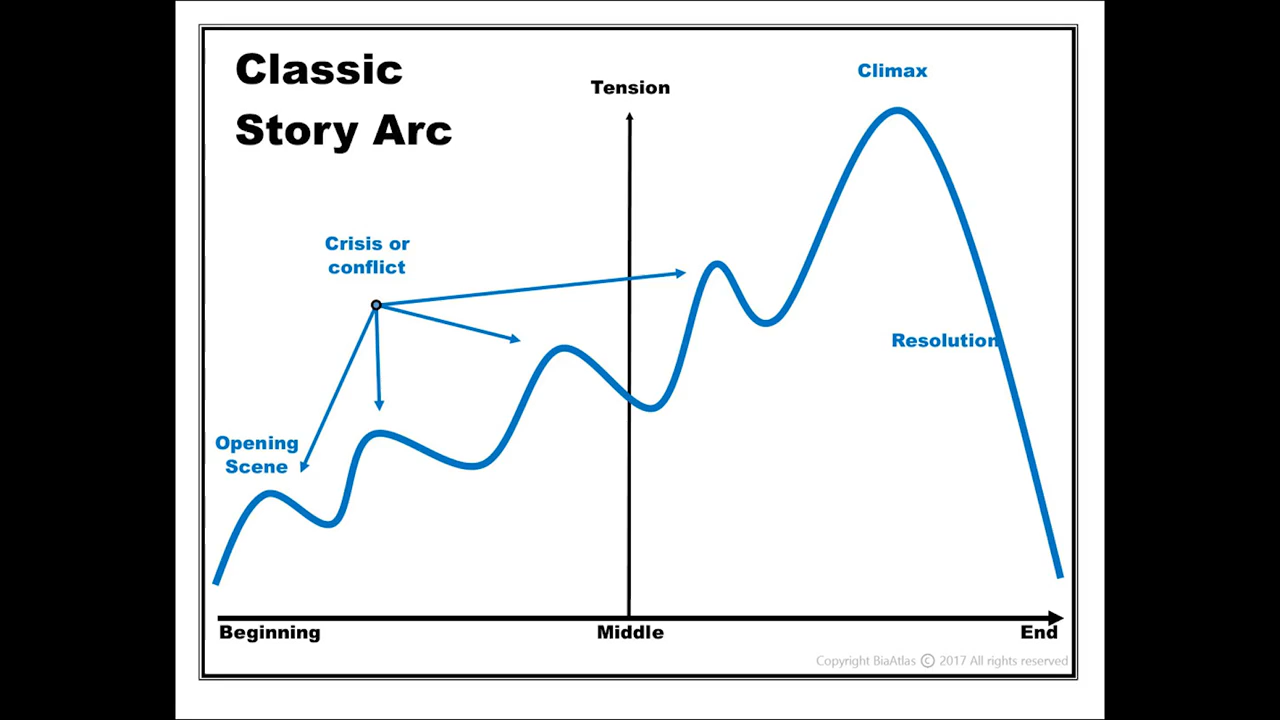 Classic
Story Arc
Tension
Climax
Crisis or
conflict
Resolution
Opening
Scene
Beginning
Middle
End
Copyright BiaAtlas © 2017 All rights reserved